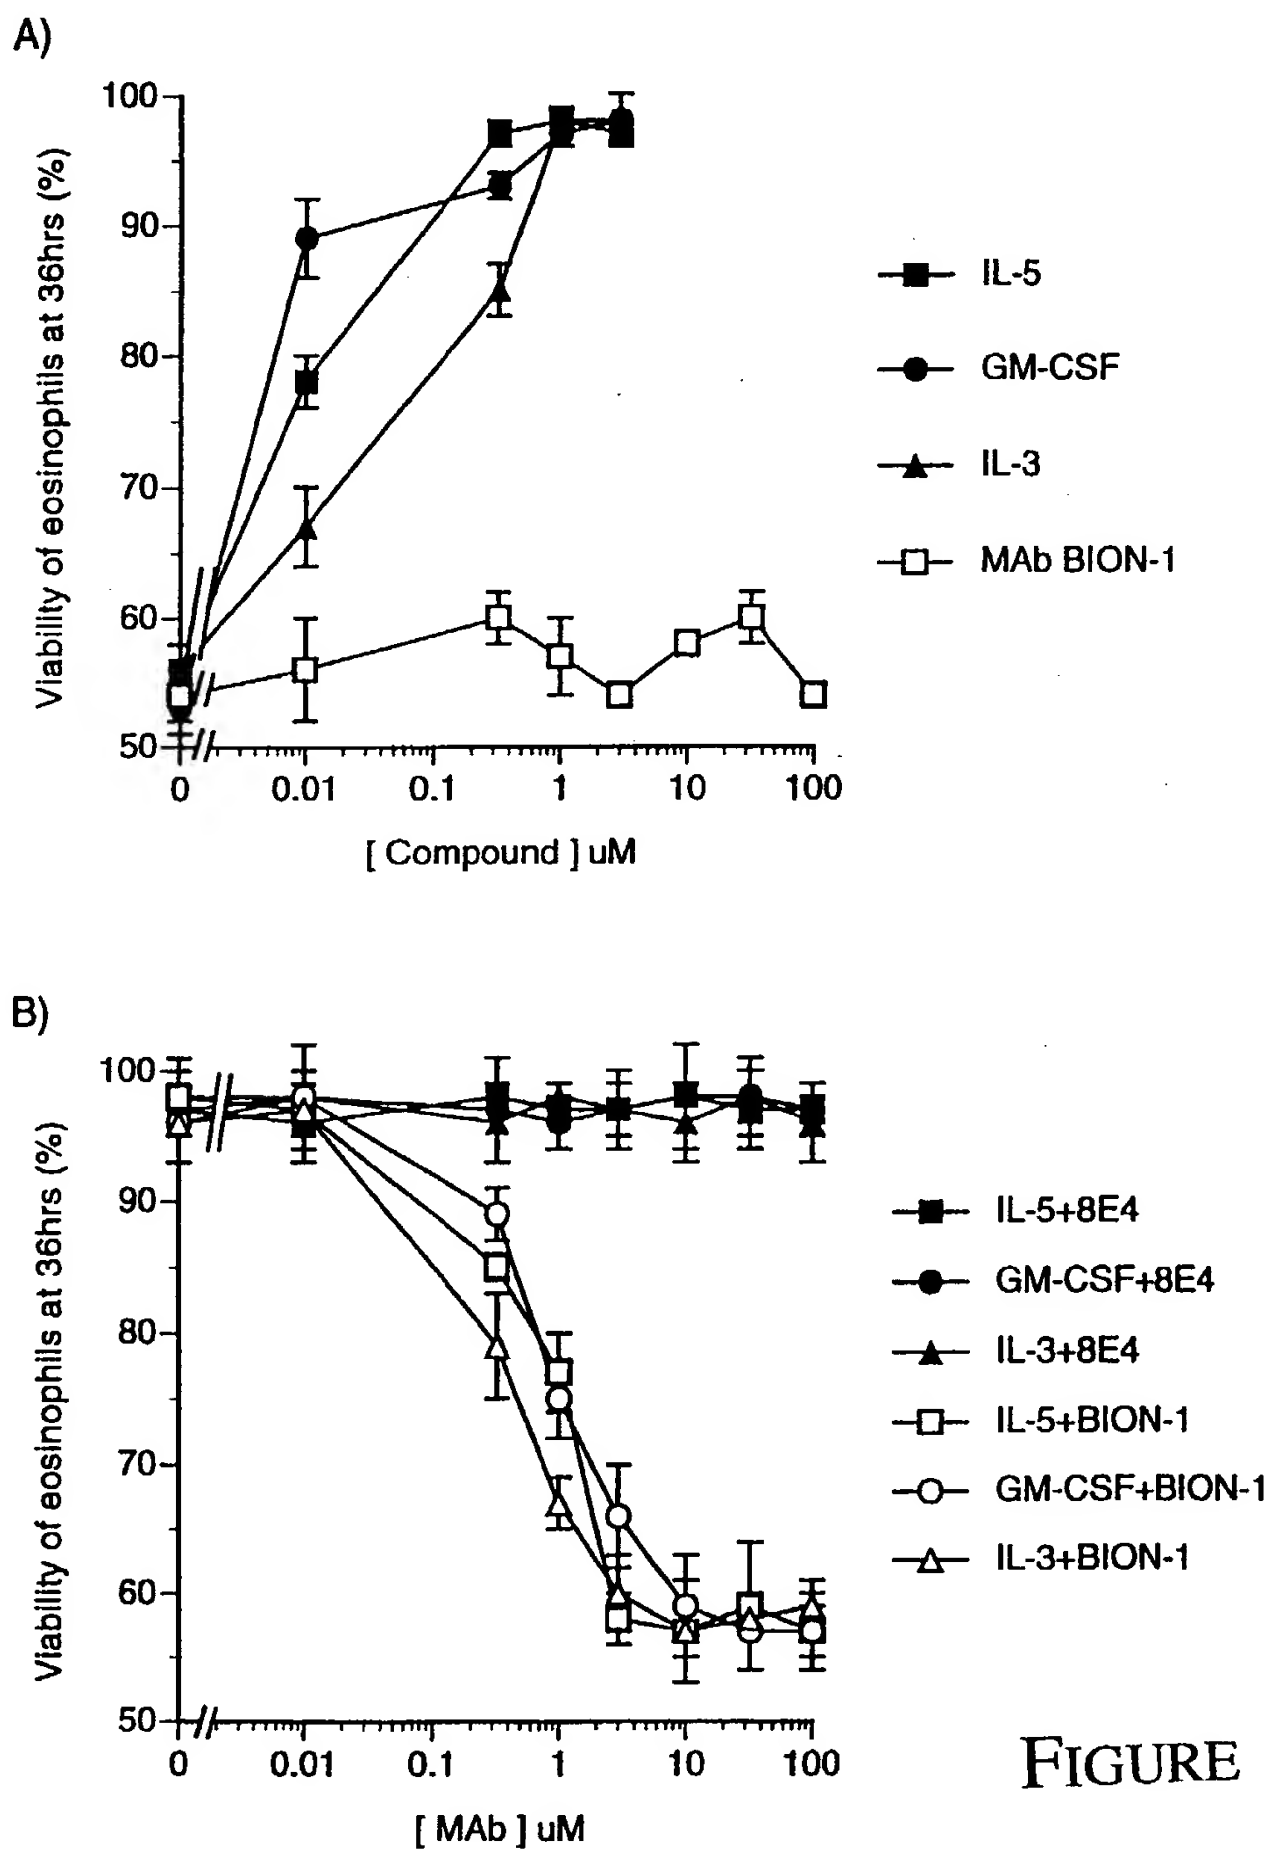 A)
Viability of eosinophils at 36hrs (%)
100
90
80
70
60
50
0 0.01 0.1 1 10 100
[ Compound ] uM
IL-5
GM-CSF
IL-3
MAb BION-1
B)
Viability of eosinophils at 36hrs (%)
100
90
80
70
60
50
0 0.01 0.1 1 10 100
[ MAb ] uM
IL-5+8E4
GM-CSF+8E4
IL-3+8E4
IL-5+BION-1
GM-CSF+BION-1
IL-3+BION-1
FIGURE